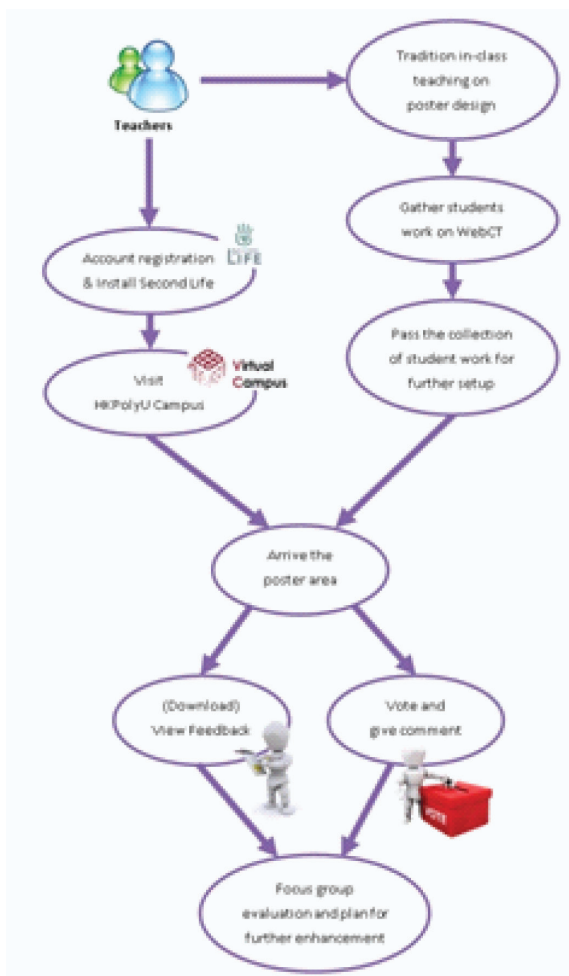 Teachers
Tradition in-class
teaching on
poster design
Gather students
work on WebCT
Pass the collection
of student work for
further setup
Account registration
& Install Second Life
LIFE
Visit
HKPolyU Campus
Virtual
Campus
Arrive the
poster area
(Download)
View Feedback
Vote and
give comment
VOTE
Focus group
evaluation and plan for
further enhancement